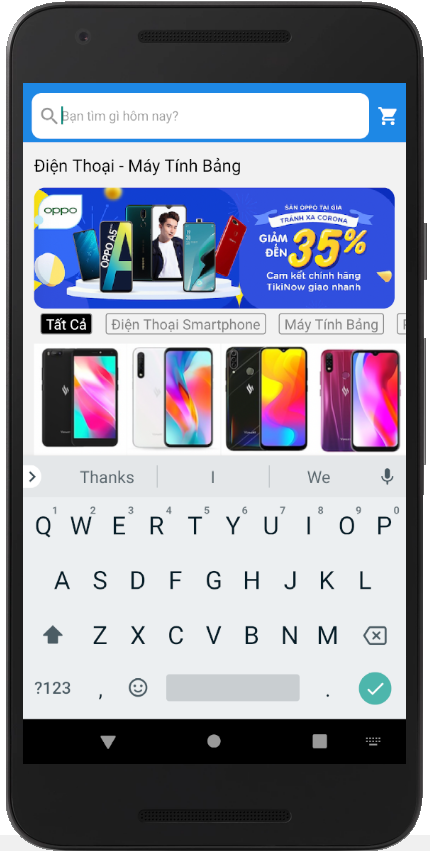 Bạn tìm gì hôm nay?
Điện Thoại - Máy Tính Bảng
oppo
OPPO A5
SĂN OPPO TẠI GIA
TRÁNH XA CORONA
GIẢM ĐẾN 35%
Cam kết chính hãng
TikiNow giao nhanh
Tất Cả
Điện Thoại Smartphone
Máy Tính Bảng
Thanks I We
1 2 3 4 5 6 7 8 9 0
Q W E R T Y U I O P
A S D F G H J K L
Z X C V B N M
?123 , .